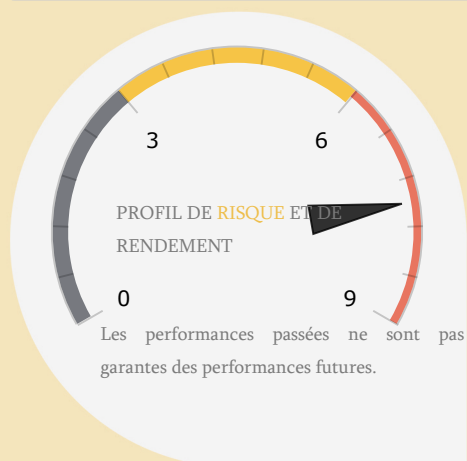 3 6
PROFIL DE RISQUE ET DE
RENDEMENT
0 9
Les performances passées ne sont pas
garantes des performances futures.